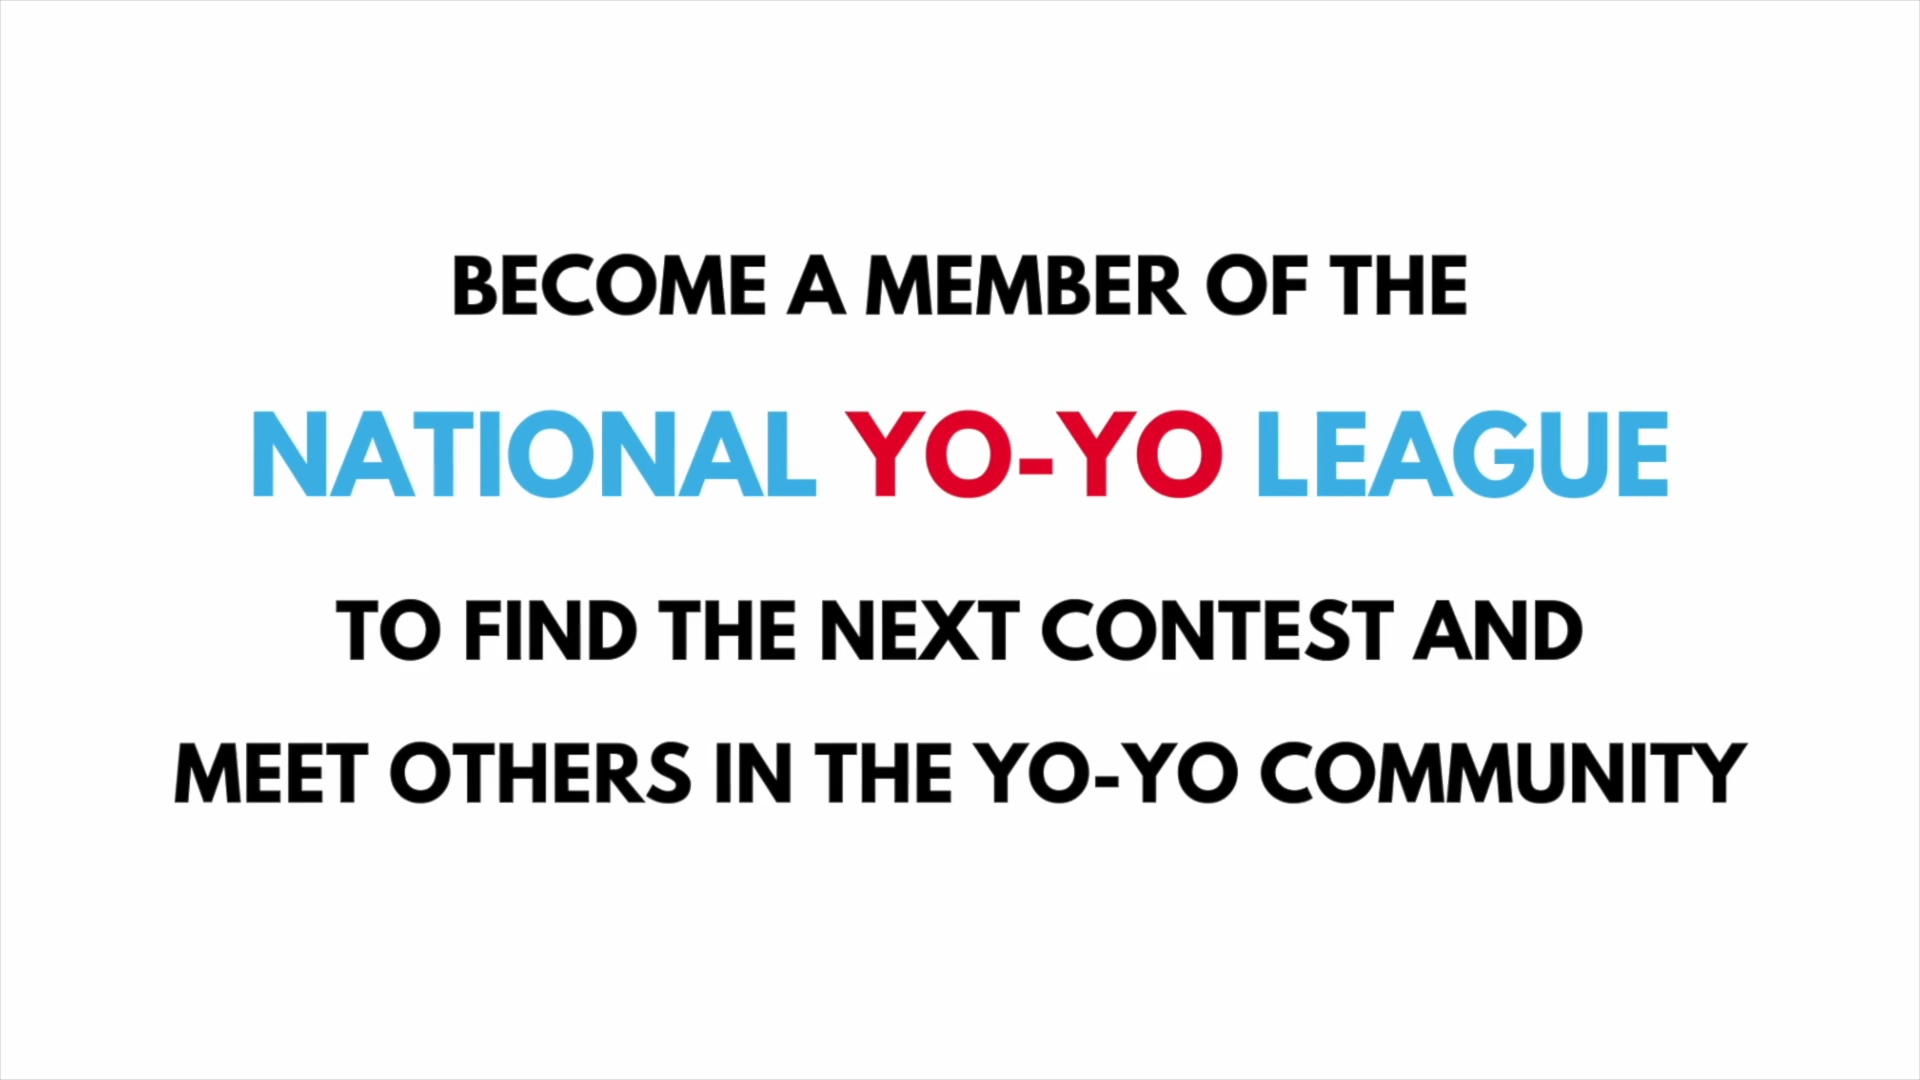 BECOME A MEMBER OF THE
NATIONAL YO-YO LEAGUE
TO FIND THE NEXT CONTEST AND
MEET OTHERS IN THE YO-YO COMMUNITY